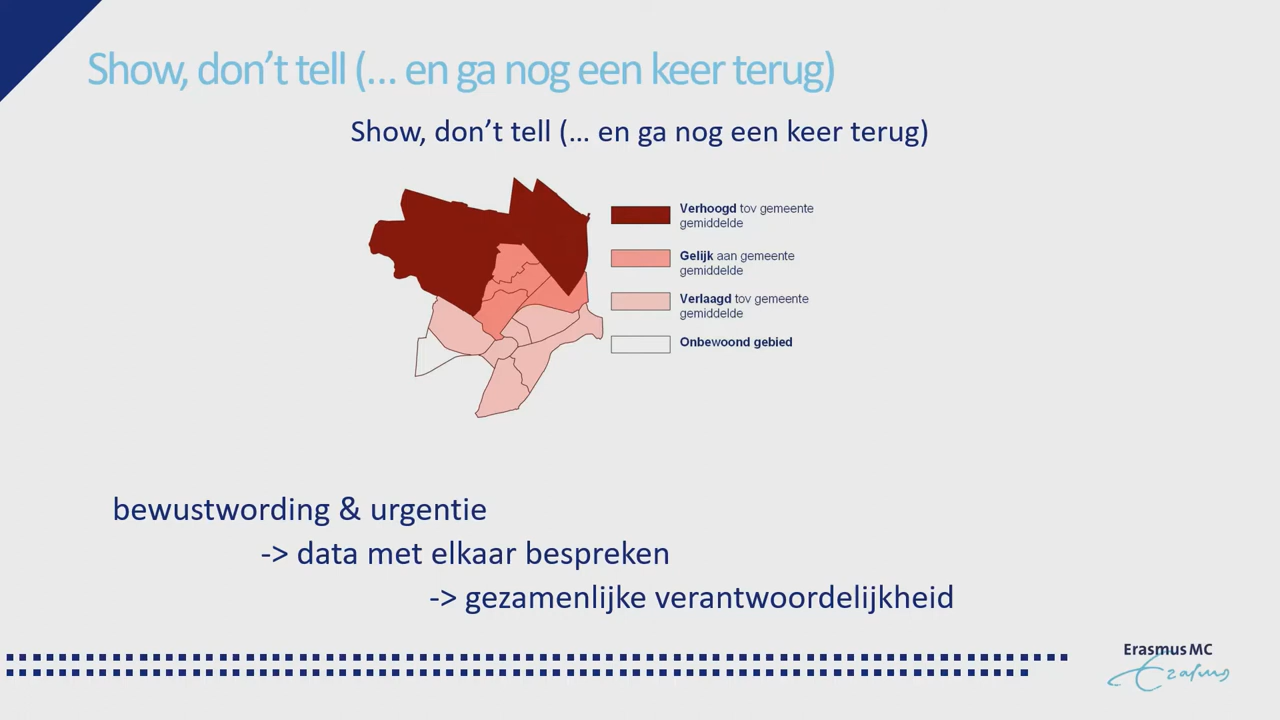 Show, don't tell (... en ga nog een keer terug)
Show, don't tell (... en ga nog een keer terug)
Verhoogd tov gemeente
gemiddelde
Gelijk aan gemeente
gemiddelde
Verlaagd tov gemeente
gemiddelde
Onbewoond gebied
bewustwording & urgentie
-> data met elkaar bespreken
-> gezamenlijke verantwoordelijkheid
Erasmus MC
Erasmus